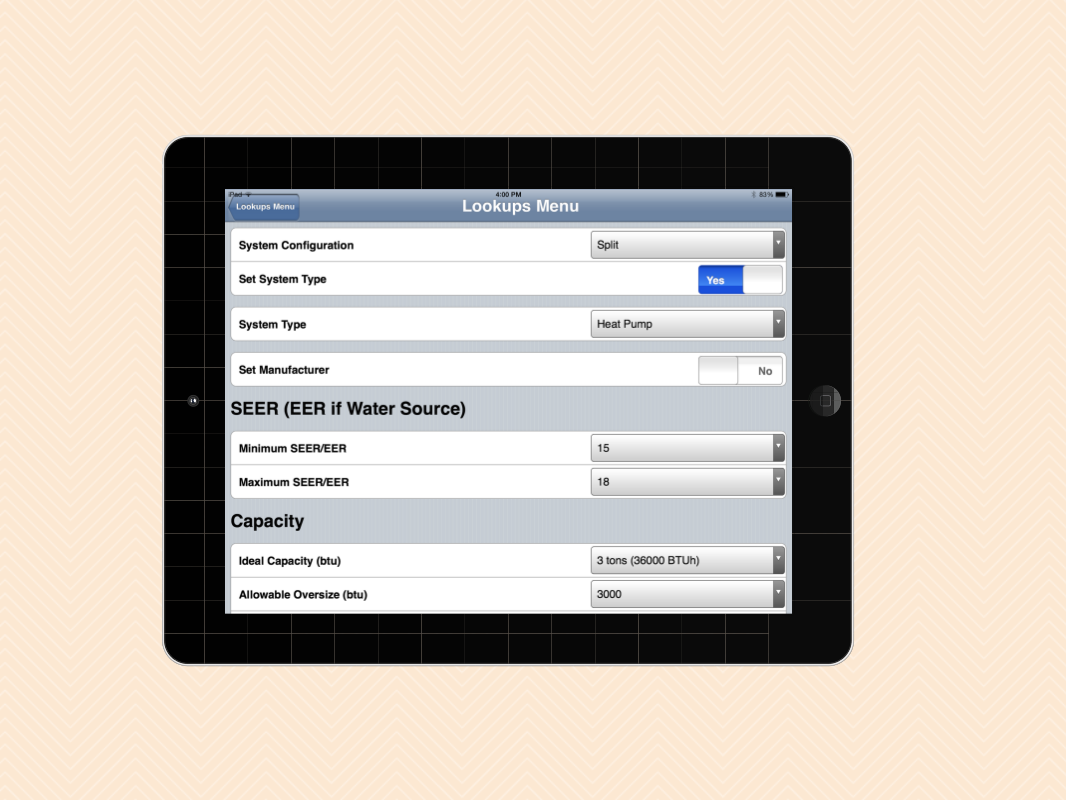 iPad 4:00 PM 83%
Lookups Menu Lookups Menu
System Configuration Split
Set System Type Yes
System Type Heat Pump
Set Manufacturer No
SEER (EER if Water Source)
Minimum SEER/EER 15
Maximum SEER/EER 18
Capacity
Ideal Capacity (btu) 3 tons (36000 BTUh)
Allowable Oversize (btu) 3000